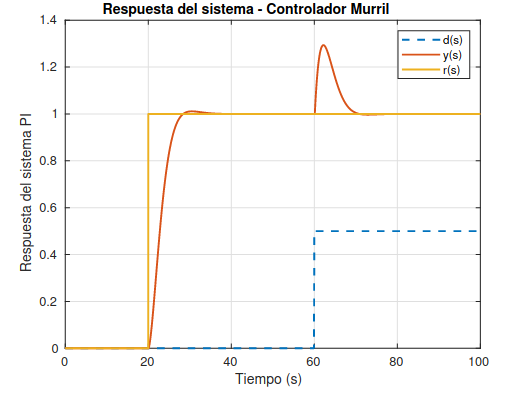 Respuesta del sistema - Controlador Murril
1.4
1.2
1
0.8
0.6
0.4
0.2
0
Respuesta del sistema PI
d(s)
y(s)
r(s)
0 20 40 60 80 100
Tiempo (s)